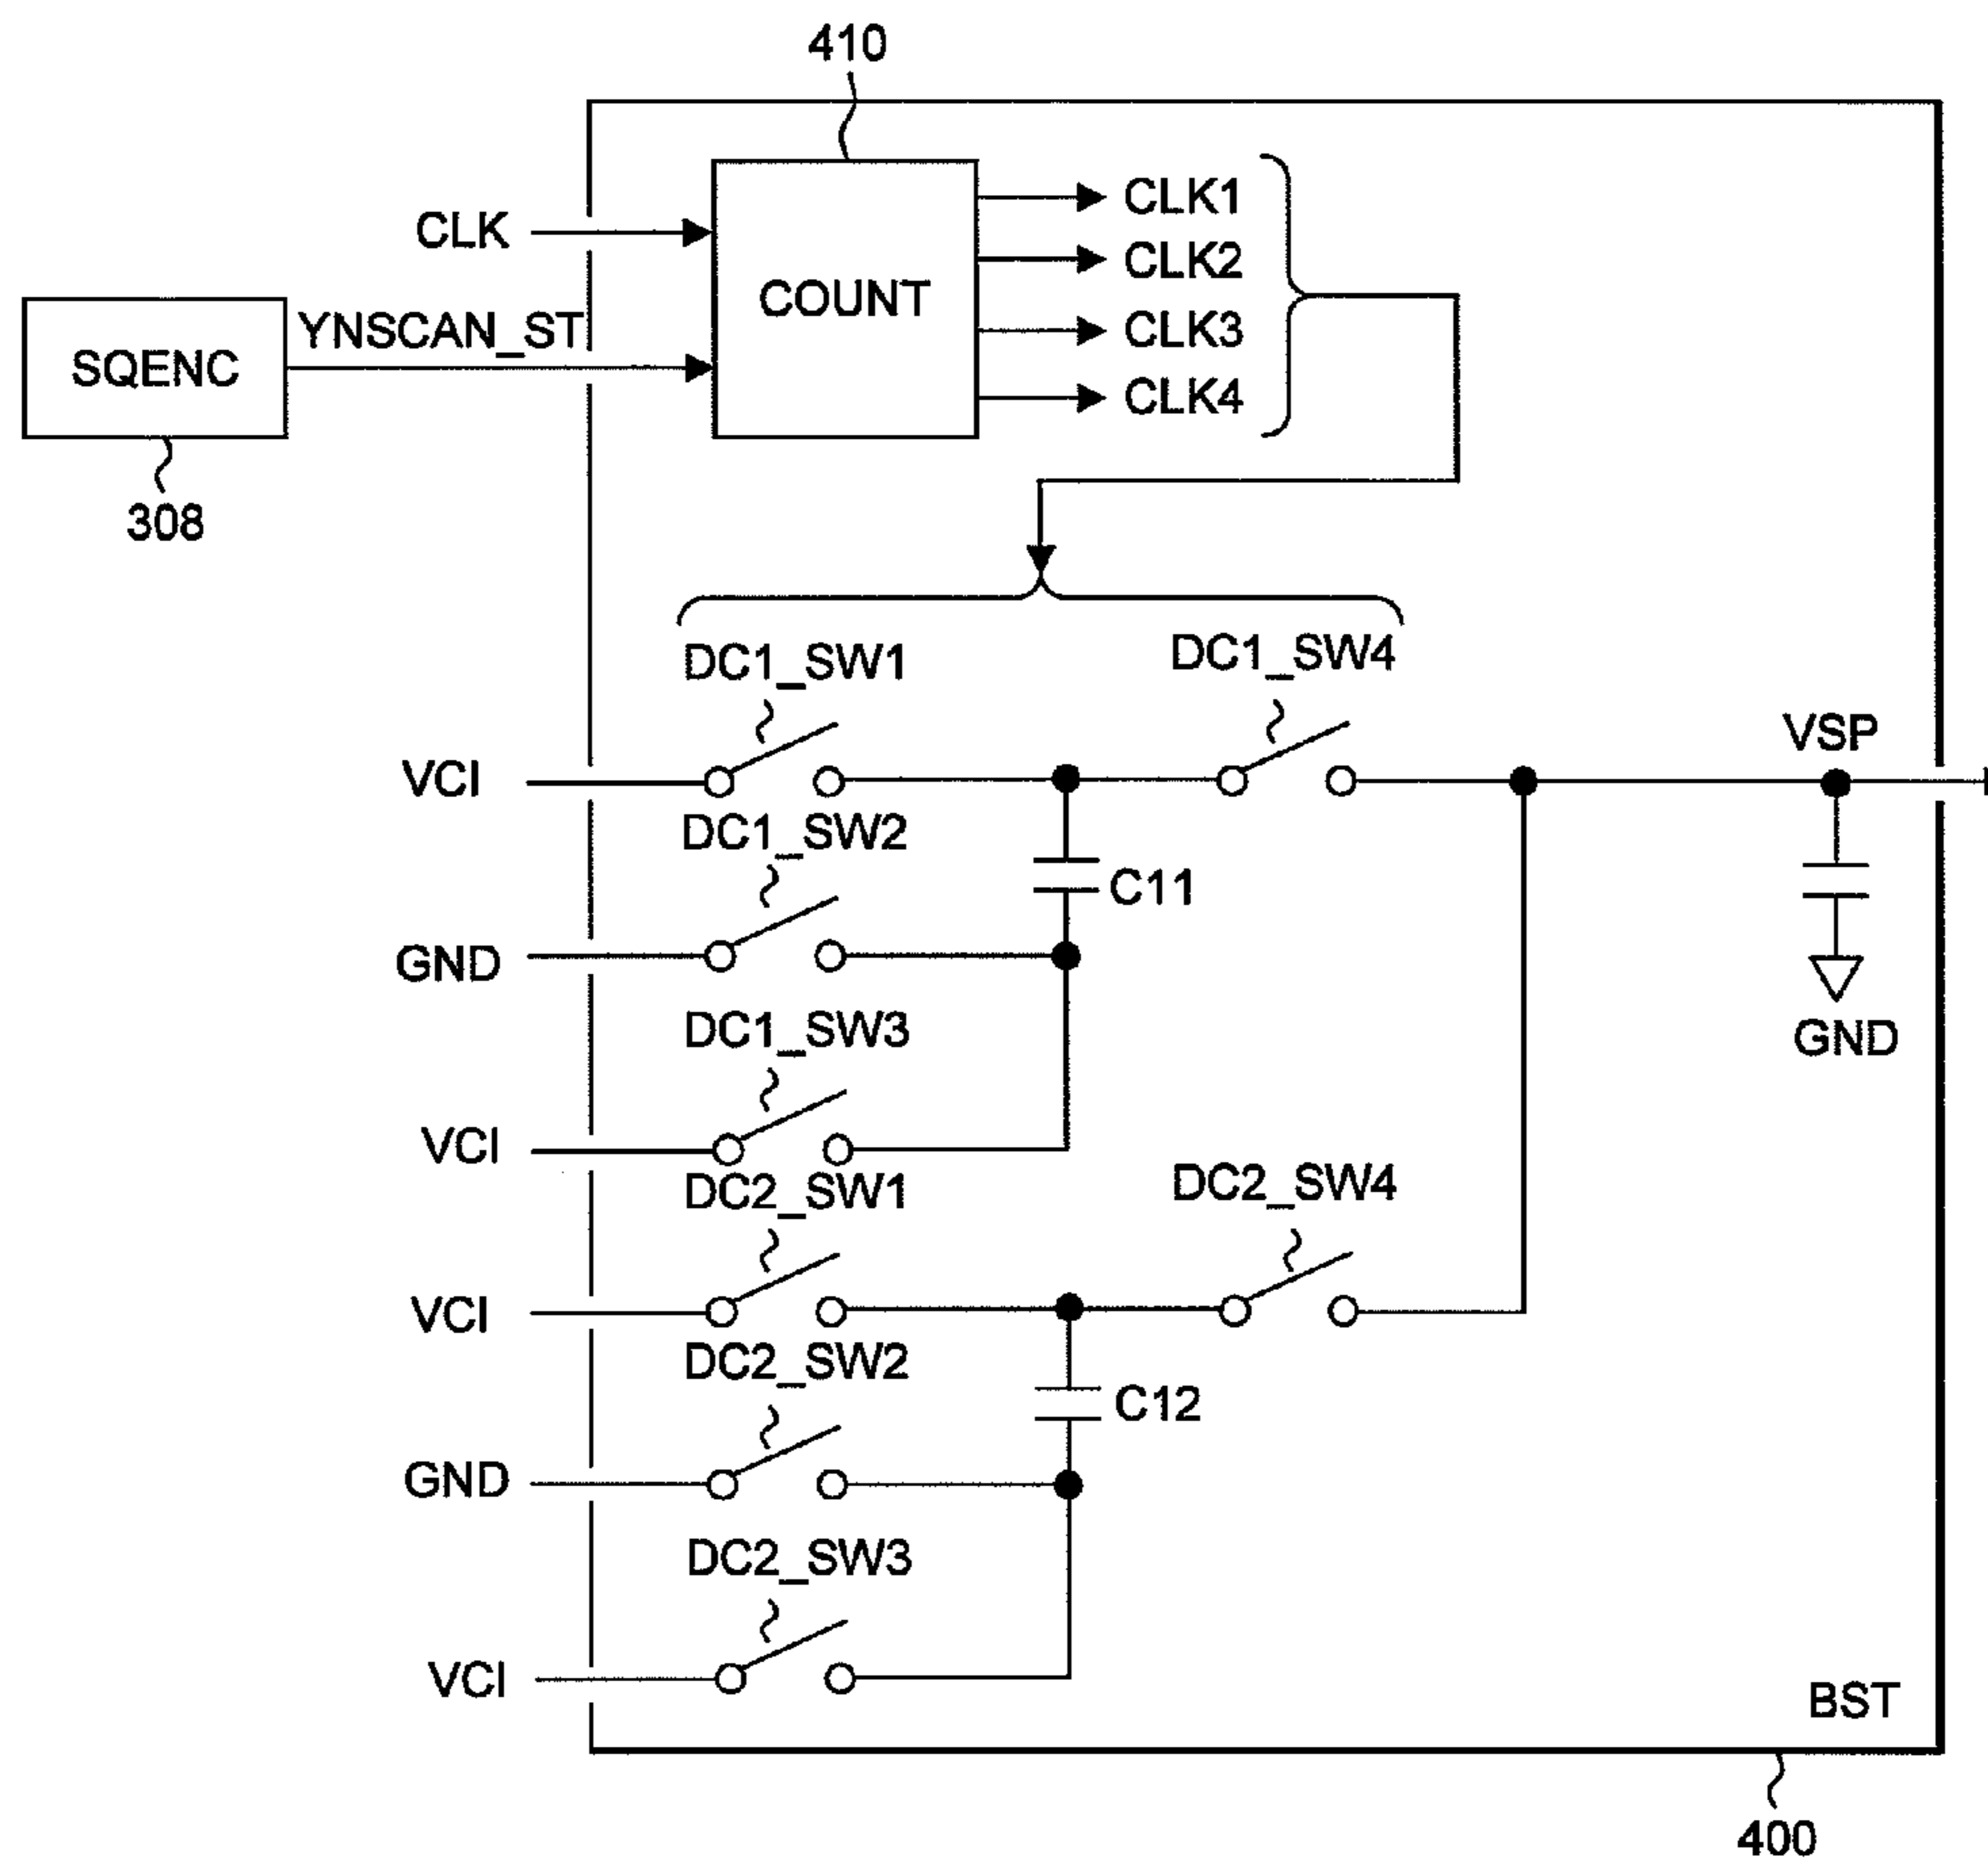 410
CLK
CLK1
CLK2
CLK3
CLK4
COUNT
YNSCAN_ST
SQENC
308
DC1_SW1
DC1_SW4
VCI
VSP
DC1_SW2
C11
GND
DC1_SW3
GND
VCI
DC2_SW1
DC2_SW4
VCI
DC2_SW2
C12
GND
DC2_SW3
VCI
BST
400